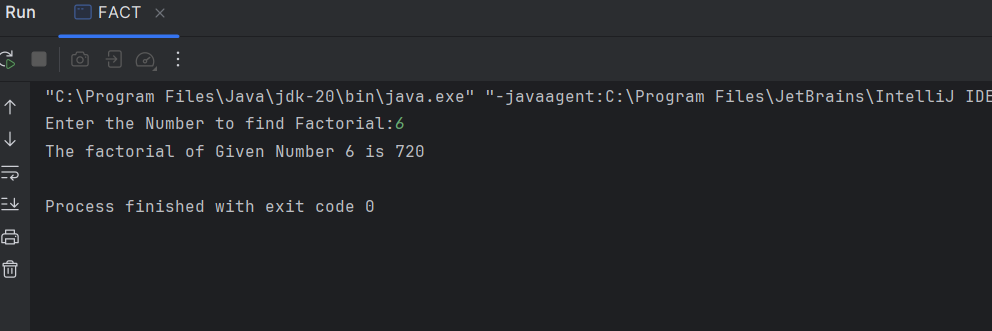 Run FACT
"C:\Program Files\Java\jdk-20\bin\java.exe" "-javaagent:C:\Program Files\JetBrains\IntelliJ IDE
Enter the Number to find Factorial:6
The factorial of Given Number 6 is 720
Process finished with exit code 0